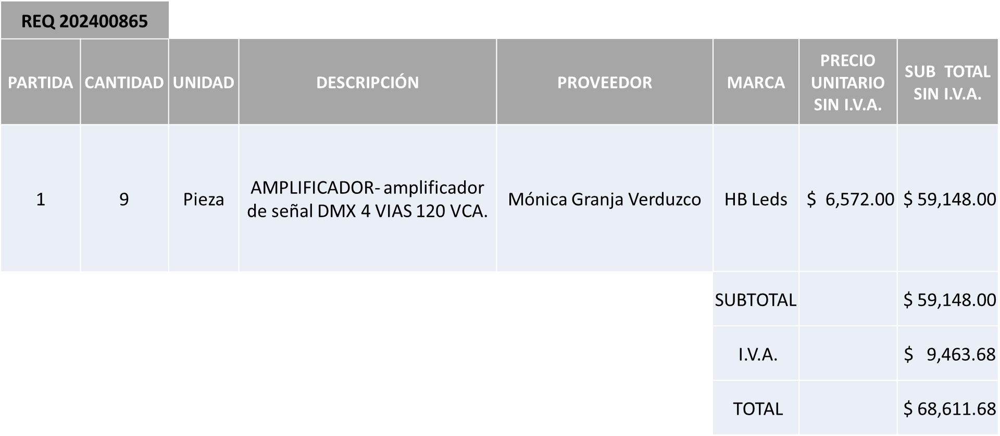 REQ 202400865
PARTIDA CANTIDAD UNIDAD DESCRIPCIÓN PROVEEDOR MARCA PRECIO UNITARIO SIN I.V.A. SUB TOTAL SIN I.V.A.
1 9 Pieza AMPLIFICADOR- amplificador de señal DMX 4 VIAS 120 VCA. Mónica Granja Verduzco HB Leds $ 6,572.00 $ 59,148.00
SUBTOTAL $ 59,148.00
I.V.A. $ 9,463.68
TOTAL $ 68,611.68